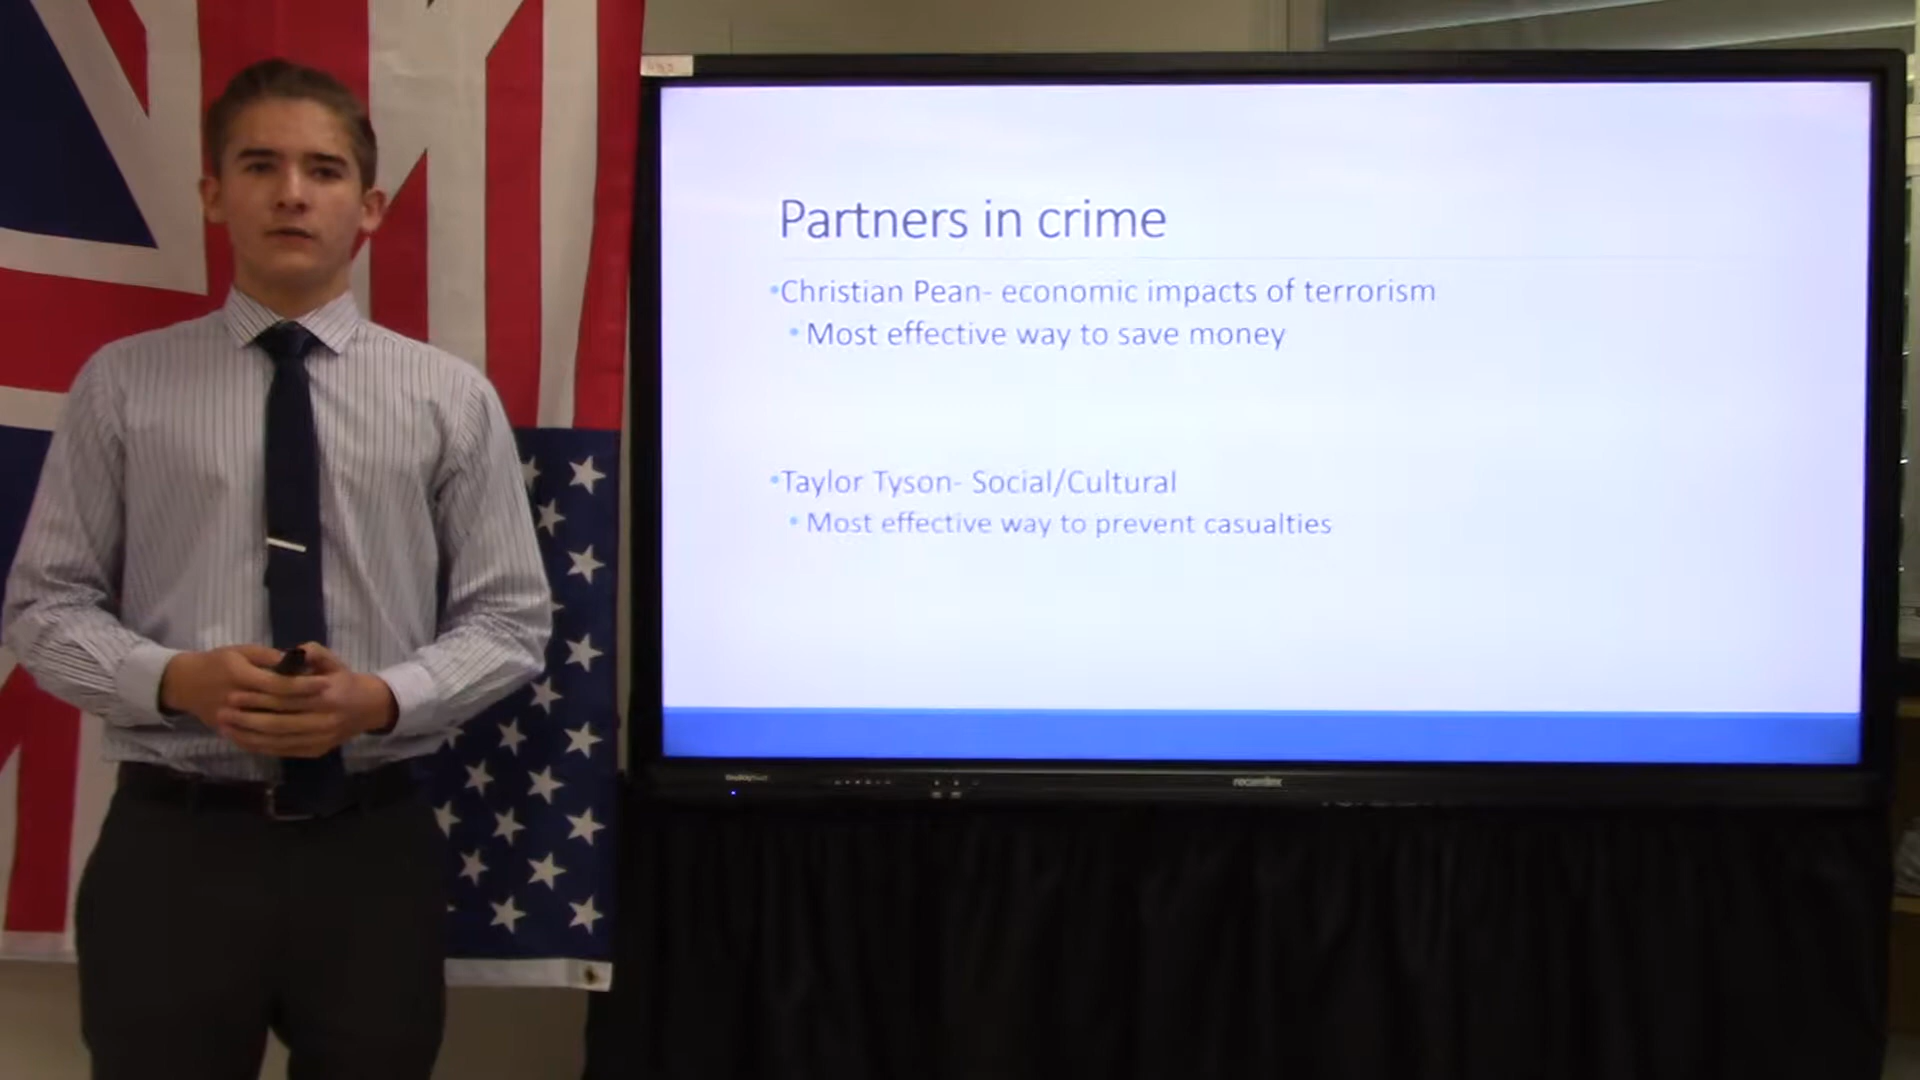 Partners in crime
•Christian Pean- economic impacts of terrorism
•Most effective way to save money
•Taylor Tyson- Social/Cultural
•Most effective way to prevent casualties
recordex